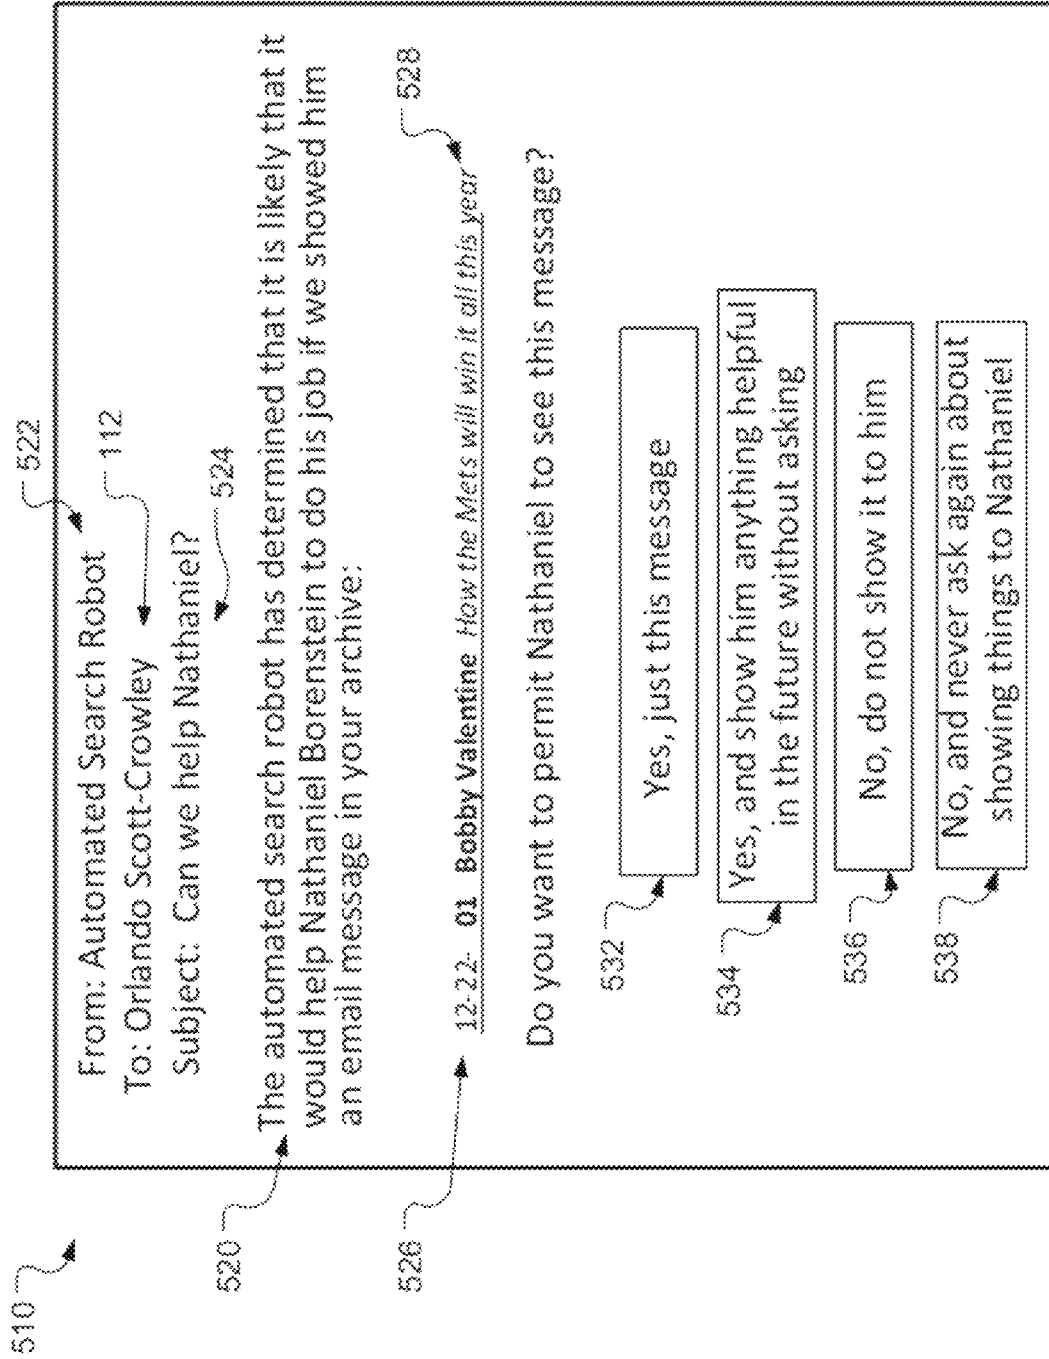 510
From: Automated Search Robot
522
To: Orlando Scott-Crowley
112
Subject: Can we help Nathaniel?
524
520
The automated search robot has determined that it is likely that it
would help Nathaniel Borenstein to do his job if we showed him
an email message in your archive:
526
12-22- 01 Bobby Valentine How the Mets will win it all this year
528
Do you want to permit Nathaniel to see this message?
532
Yes, just this message
534
Yes, and show him anything helpful
in the future without asking
536
No, do not show it to him
538
No, and never ask again about
showing things to Nathaniel